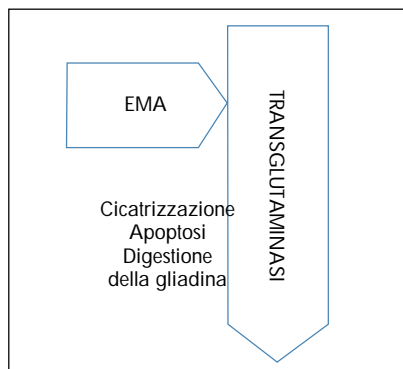 EMA
TRANSGLUTAMINASI
Cicatrizzazione
Apoptosi
Digestione
della gliadina